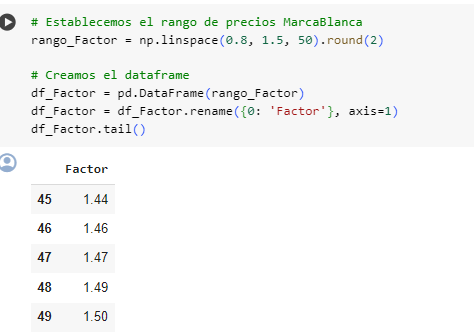 # Establecemos el rango de precios MarcaBlanca
rango_Factor = np.linspace(0.8, 1.5, 50).round(2)
# Creamos el dataframe
df_Factor = pd.DataFrame(rango_Factor)
df_Factor = df_Factor.rename({0: 'Factor'}, axis=1)
df_Factor.tail()
Factor
45 1.44
46 1.46
47 1.47
48 1.49
49 1.50